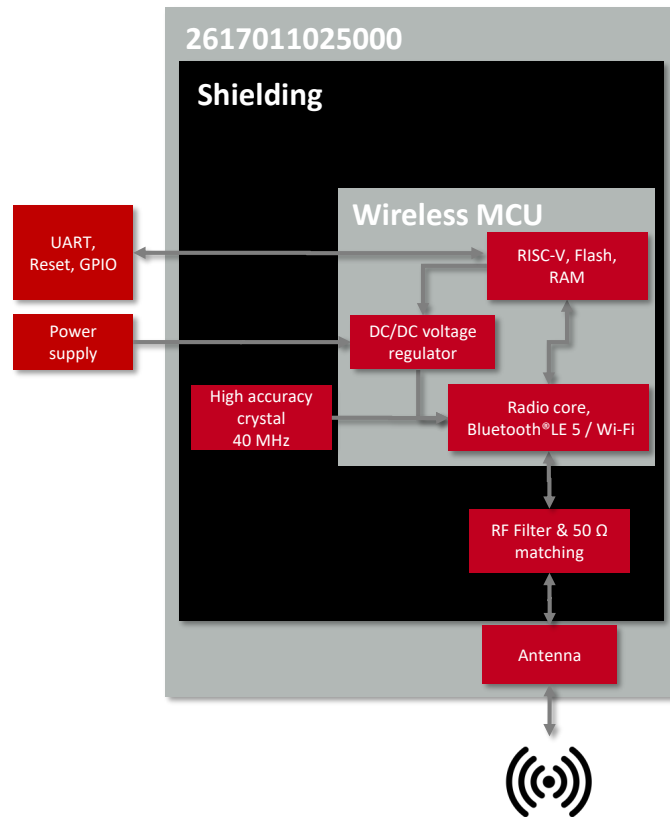 2617011025000
Shielding
Wireless MCU
UART,
Reset, GPIO
RISC-V, Flash,
RAM
Power
supply
DC/DC voltage
regulator
High accuracy
crystal
40 MHz
Radio core,
Bluetooth®LE 5 / Wi-Fi
RF Filter & 50 Ω
matching
Antenna